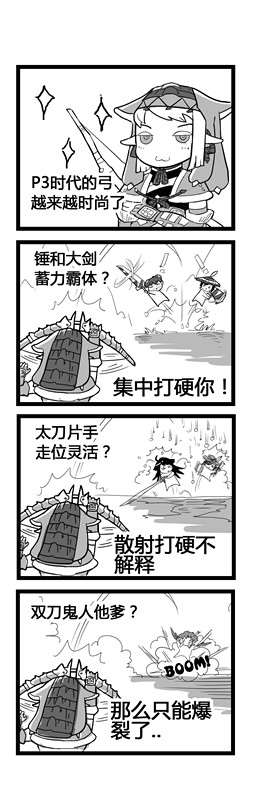 P3时代的弓
越来越时尚了
锤和大剑
蓄力霸体？
集中打硬你！
太刀片手
走位灵活？
散射打硬不
解释
双刀鬼人他爹？
BOOM!
那么只能爆
裂了..